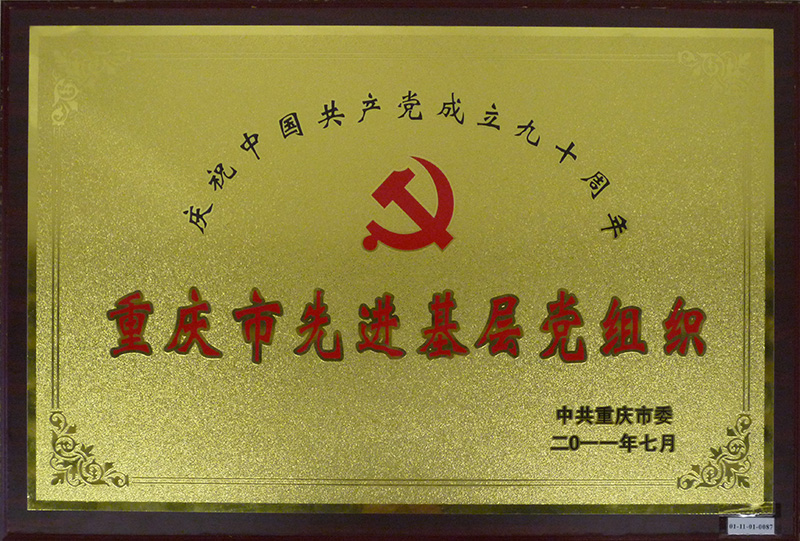 庆祝中国共产党成立九十周年
重庆市先进基层党组织
中共重庆市委
二0一一年七月
01-11-01-0087